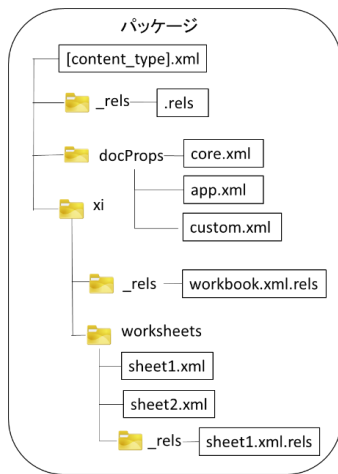 パッケージ
[content_type].xml
_rels
.rels
docProps
core.xml
app.xml
xi
custom.xml
_rels
workbook.xml.rels
worksheets
sheet1.xml
sheet2.xml
_rels
sheet1.xml.rels